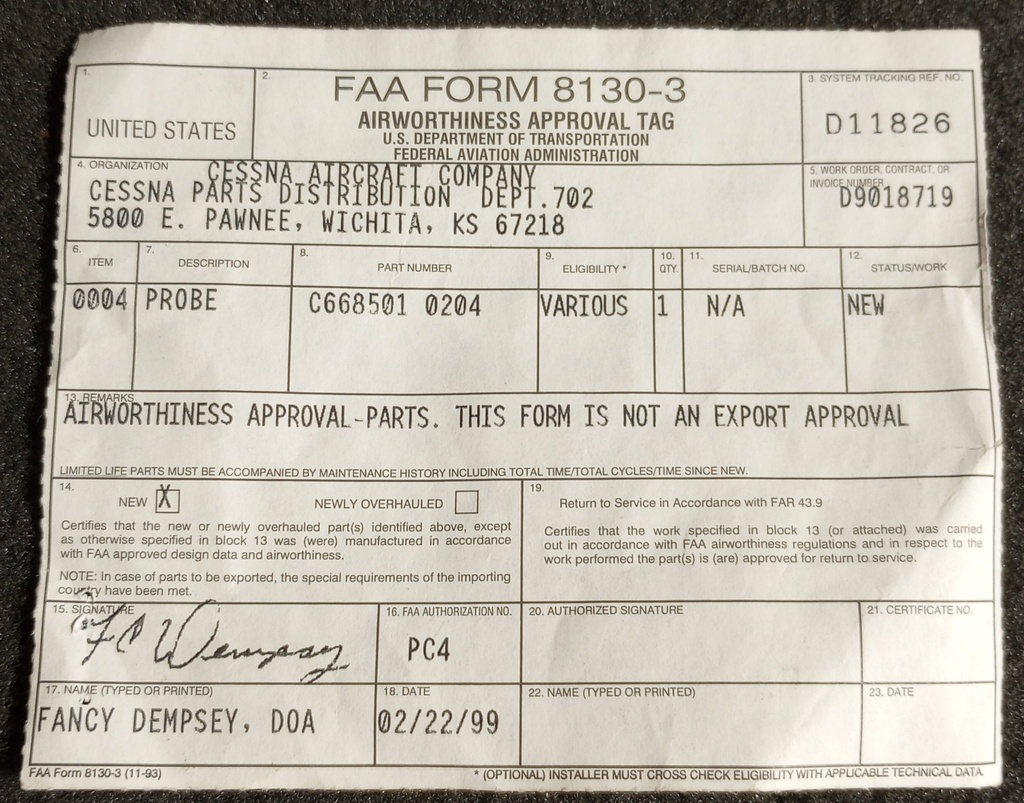 1.
UNITED STATES
2.
FAA FORM 8130-3
AIRWORTHINESS APPROVAL TAG
U.S. DEPARTMENT OF TRANSPORTATION
FEDERAL AVIATION ADMINISTRATION
3. SYSTEM TRACKING REF. NO.
D11826
4. ORGANIZATION
CESSNA AIRCRAFT COMPANY
CESSNA PARTS DISTRIBUTION DEPT.702
5800 E. PAWNEE, WICHITA, KS 67218
5. WORK ORDER, CONTRACT, OR
INVOICE NUMBER
D9018719
6. ITEM
7. DESCRIPTION
8. PART NUMBER
9. ELIGIBILITY *
10. QTY.
11. SERIAL/BATCH NO.
12. STATUS/WORK
0004 PROBE C668501 0204 VARIOUS 1 N/A NEW
13. REMARKS
AIRWORTHINESS APPROVAL-PARTS. THIS FORM IS NOT AN EXPORT APPROVAL
LIMITED LIFE PARTS MUST BE ACCOMPANIED BY MAINTENANCE HISTORY INCLUDING TOTAL TIME/TOTAL CYCLES/TIME SINCE NEW.
14.
NEW X NEWLY OVERHAULED
Certifies that the new or newly overhauled part(s) identified above, except
as otherwise specified in block 13 was (were) manufactured in accordance
with FAA approved design data and airworthiness.
NOTE: In case of parts to be exported, the special requirements of the importing
country have been met.
19.
Return to Service in Accordance with FAR 43.9
Certifies that the work specified in block 13 (or attached) was carried
out in accordance with FAA airworthiness regulations and in respect to the
work performed the part(s) is (are) approved for return to service.
15. SIGNATURE
F C Dempsey
16. FAA AUTHORIZATION NO.
PC4
20. AUTHORIZED SIGNATURE
21. CERTIFICATE NO.
17. NAME (TYPED OR PRINTED)
FANCY DEMPSEY, DOA
18. DATE
02/22/99
22. NAME (TYPED OR PRINTED)
23. DATE
FAA Form 8130-3 (11-93)
* (OPTIONAL) INSTALLER MUST CROSS CHECK ELIGIBILITY WITH APPLICABLE TECHNICAL DATA